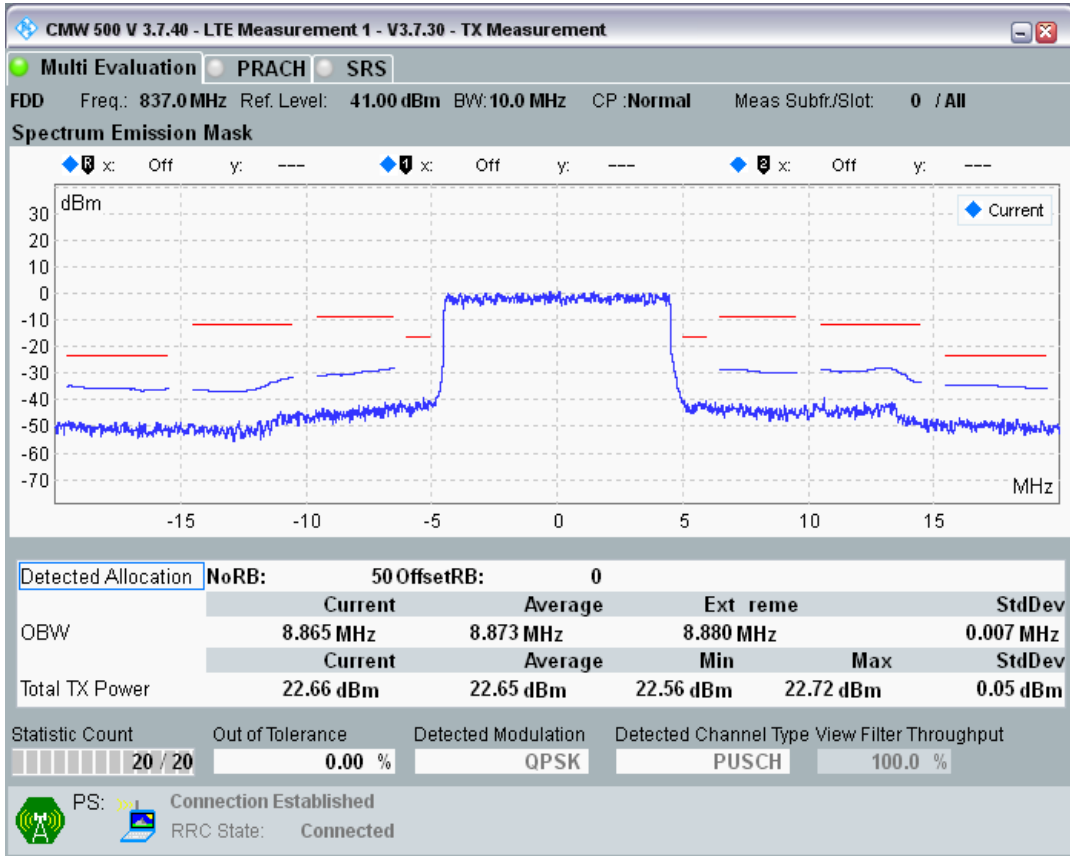 CMW 500 V 3.7.40 - LTE Measurement 1 - V3.7.30 - TX Measurement
Multi Evaluation PRACH SRS
FDD Freq.: 837.0 MHz Ref. Level: 41.00 dBm BW: 10.0 MHz CP :Normal Meas Subfr./Slot: 0 / All
Spectrum Emission Mask
R x: Off y: --- 1 x: Off y: --- 2 x: Off y: ---
dBm
Current
30
20
10
0
-10
-20
-30
-40
-50
-60
-70
MHz
-15 -10 -5 0 5 10 15
Detected Allocation NoRB: 50 OffsetRB: 0
Current Average Ext reme StdDev
OBW 8.865 MHz 8.873 MHz 8.880 MHz 0.007 MHz
Current Average Min Max StdDev
Total TX Power 22.66 dBm 22.65 dBm 22.56 dBm 22.72 dBm 0.05 dBm
Statistic Count Out of Tolerance Detected Modulation Detected Channel Type View Filter Throughput
20 / 20 0.00 % QPSK PUSCH 100.0 %
PS: Connection Established
RRC State: Connected